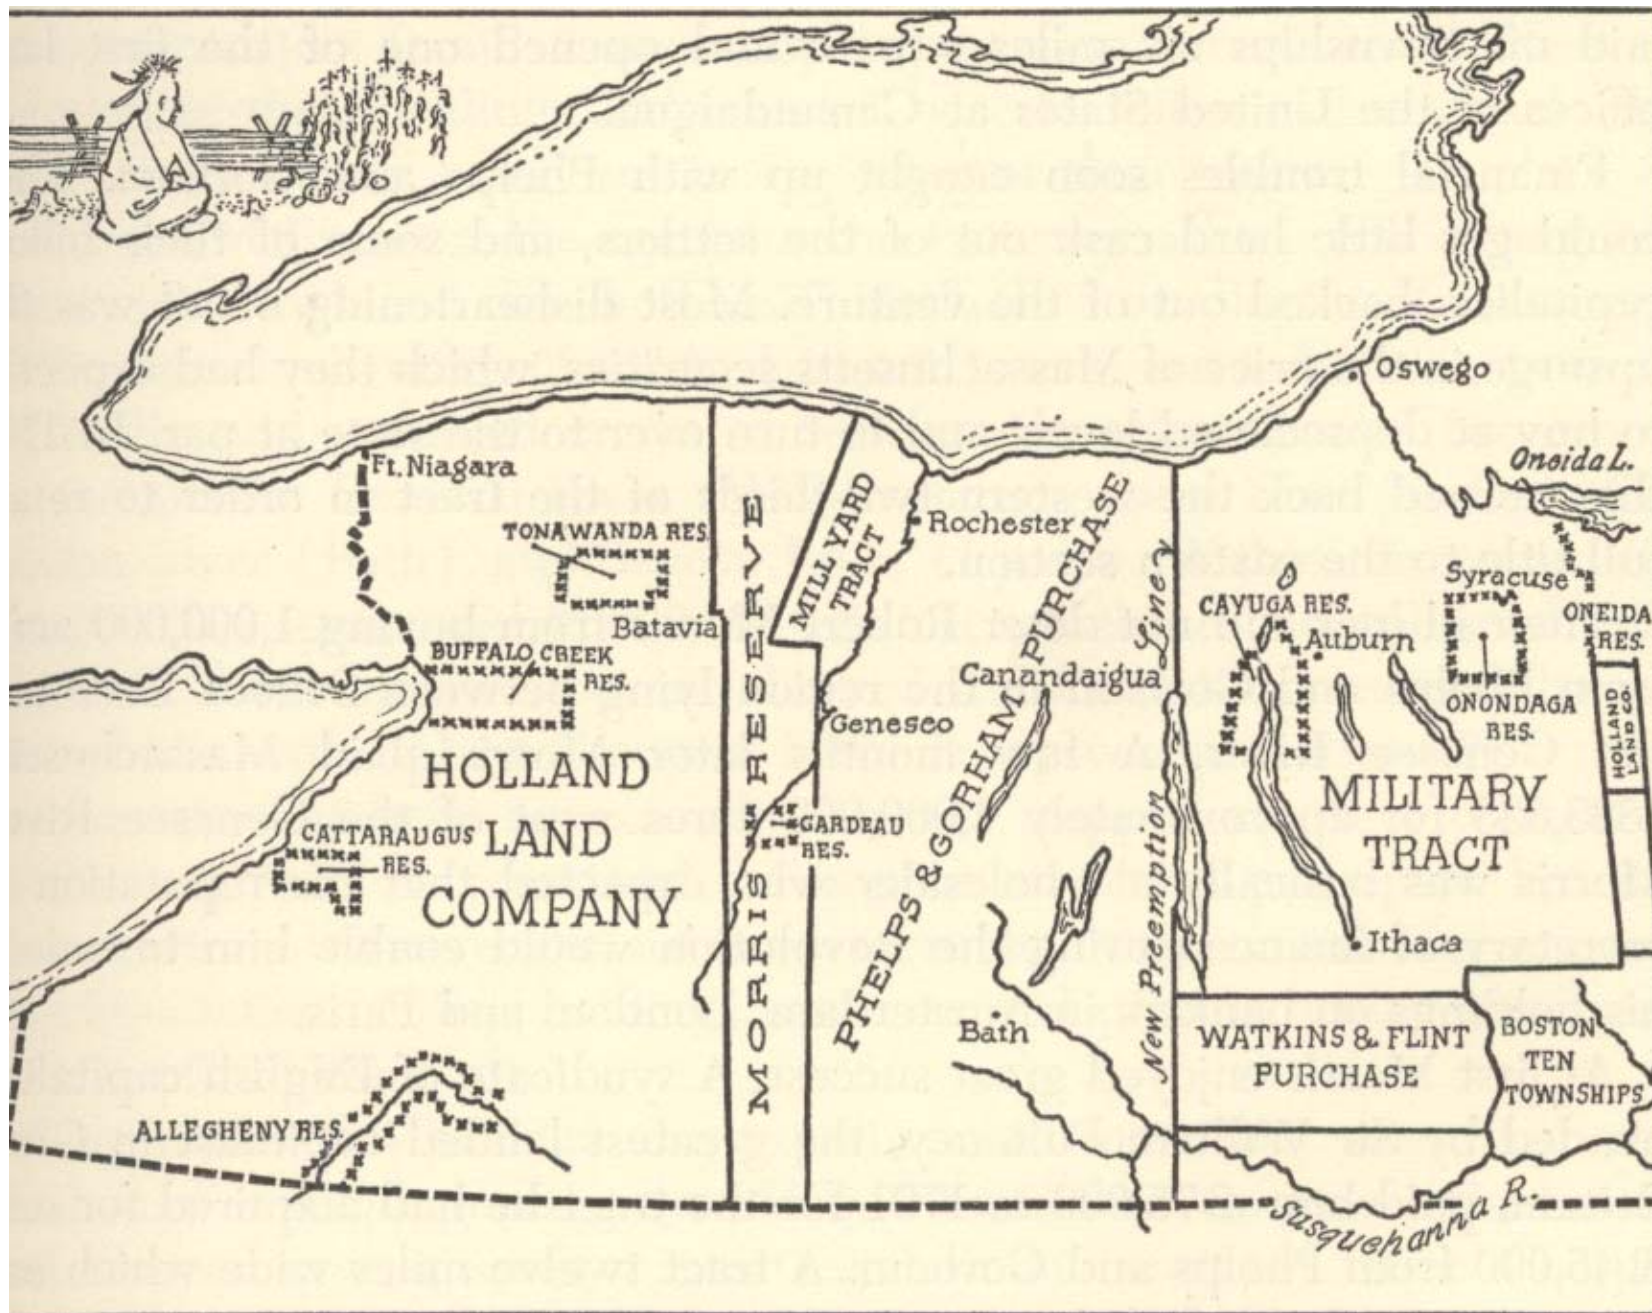 Oswego
Oneida L.
Ft. Niagara
TONAWANDA RES.
Batavia
BUFFALO CREEK
RES.
HOLLAND
LAND
COMPANY
CATTARAUGUS
RES.
ALLEGHENY RES.
MORRIS RESERVE
MILL YARD
TRACT
Rochester
Canandaigua
Geneseo
GARDEAU
RES.
PHELPS & GORHAM PURCHASE
Bath
New Preemption Line
CAYUGA RES.
Auburn
Syracuse
ONEIDA
RES.
ONONDAGA
RES.
HOLLAND
LAND CO.
MILITARY
TRACT
Ithaca
WATKINS & FLINT
PURCHASE
BOSTON
TEN
TOWNSHIPS
Susquehanna R.